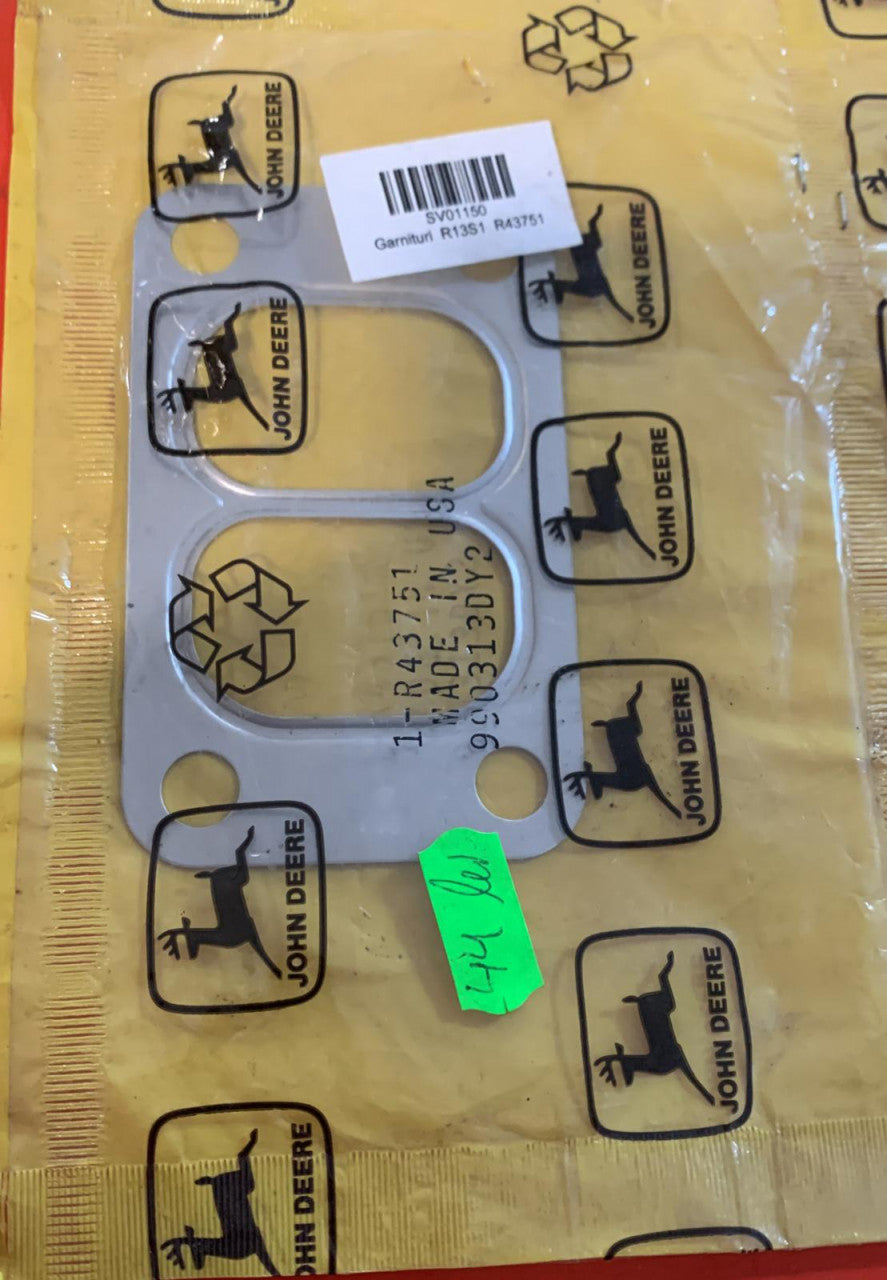 JOHN DEERE
SV01150
Garnituri R13S1 R43751
JOHN DEERE
JOHN DEERE
JOHN DEERE
1-R43751
MADE IN USA
990313DY2
JOHN DEERE
44 lei
JOHN DEERE
JOHN DEERE
JOHN DEERE